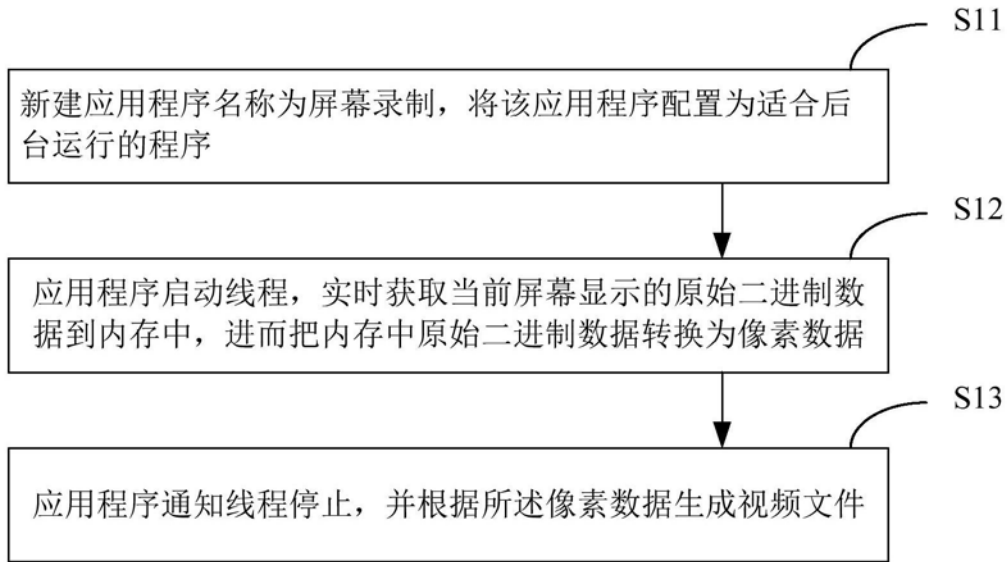 S11
新建应用程序名称为屏幕录制，将该应用程序配置为适合后
台运行的程序
S12
应用程序启动线程，实时获取当前屏幕显示的原始二进制数
据到内存中，进而把内存中原始二进制数据转换为像素数据
S13
应用程序通知线程停止，并根据所述像素数据生成视频文件